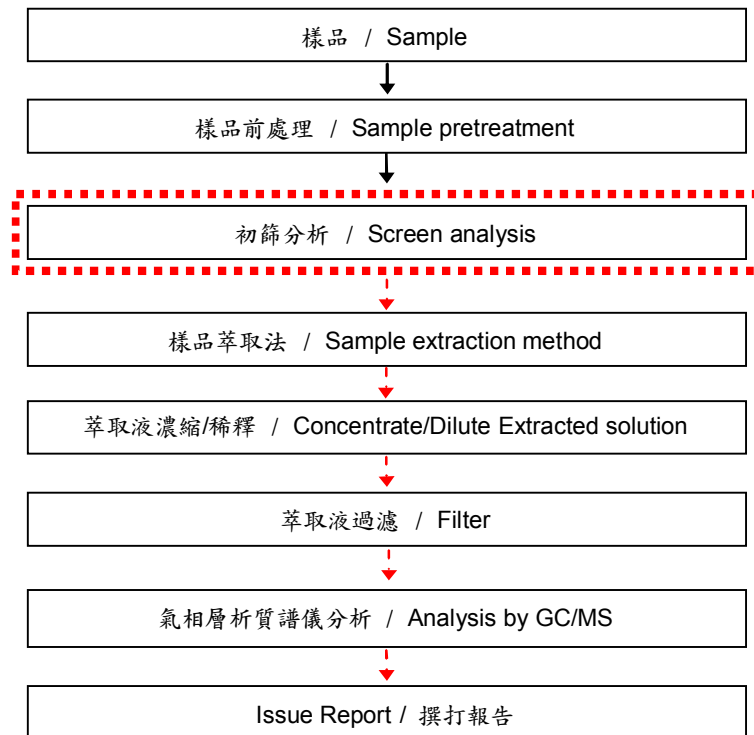 樣品 / Sample
樣品前處理 / Sample pretreatment
初篩分析 / Screen analysis
樣品萃取法 / Sample extraction method
萃取液濃縮/稀釋 / Concentrate/Dilute Extracted solution
萃取液過濾 / Filter
氣相層析質譜儀分析 / Analysis by GC/MS
Issue Report / 撰打報告